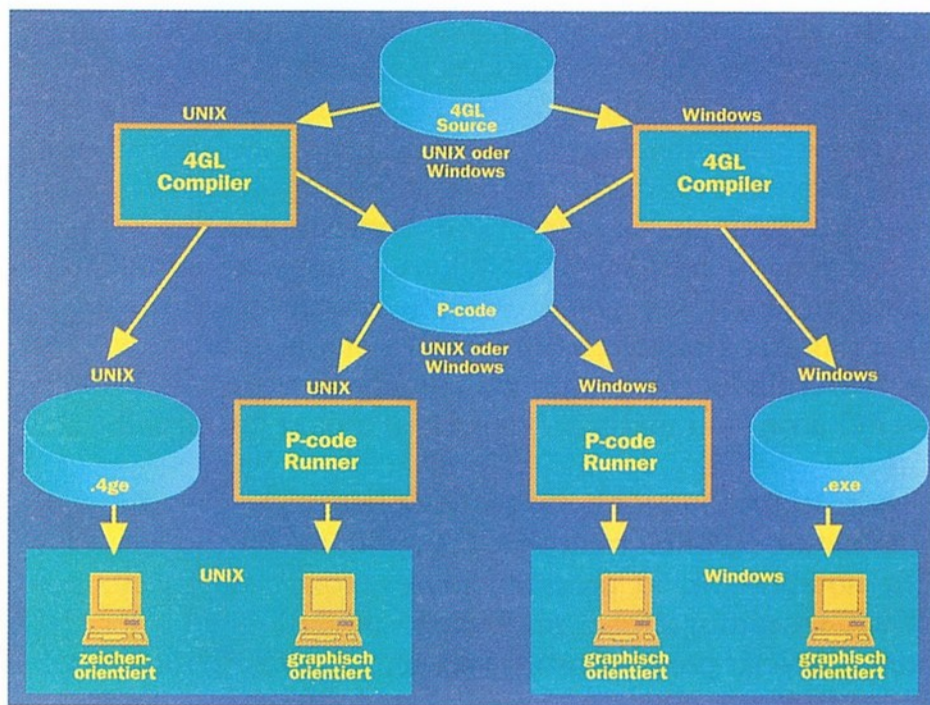 4GL
Source
UNIX oder
Windows
UNIX
4GL
Compiler
Windows
4GL
Compiler
P-code
UNIX oder
Windows
UNIX
.4ge
UNIX
P-code
Runner
Windows
P-code
Runner
Windows
.exe
UNIX
zeichen-
orientiert
graphisch
orientiert
Windows
graphisch
orientiert
graphisch
orientiert